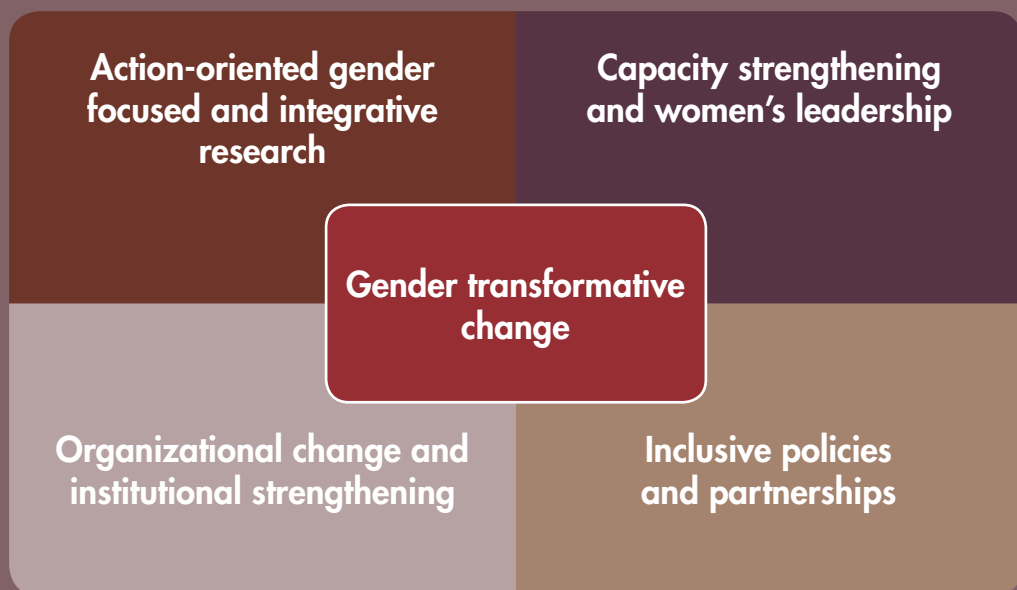 Action-oriented gender
focused and integrative
research
Capacity strengthening
and women's leadership
Gender transformative
change
Organizational change and
institutional strengthening
Inclusive policies
and partnerships